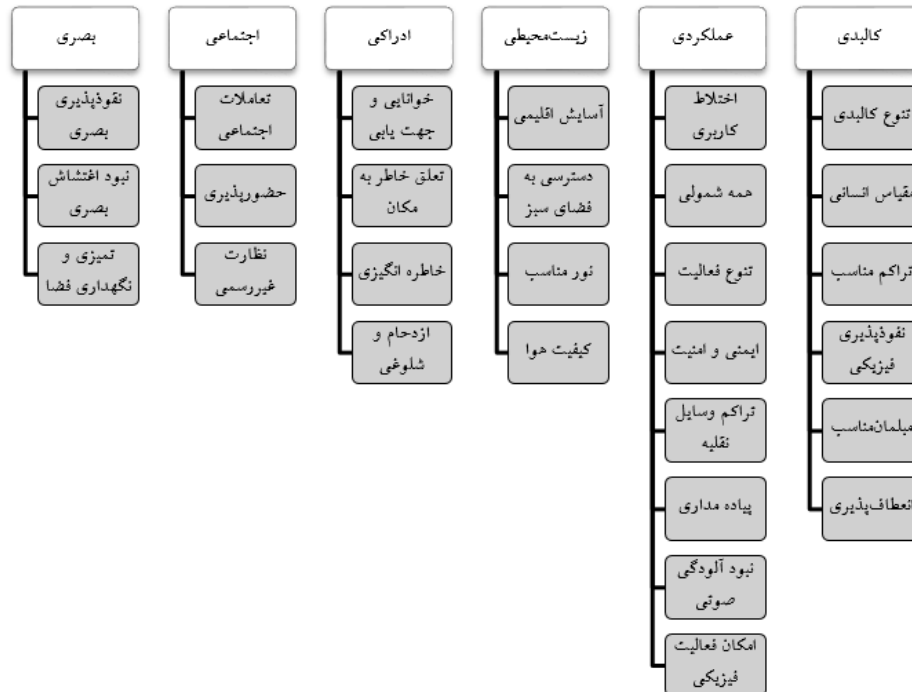 کالبدی
تنوع کالبدی
مقیاس انسانی
تراکم مناسب
نفوذپذیری
فیزیکی
مبلمان‌مناسب
انعطاف‌پذیری
عملکردی
اختلاط
کاربری
همه شمولی
تنوع فعالیت
ایمنی و امنیت
تراکم وسایل
نقلیه
پیاده مداری
نبود آلودگی
صوتی
امکان فعالیت
فیزیکی
زیست‌محیطی
آسایش اقلیمی
دسترسی به
فضای سبز
نور مناسب
کیفیت هوا
ادراکی
خوانایی و
جهت یابی
تعلق خاطر به
مکان
خاطره انگیزی
ازدحام و
شلوغی
اجتماعی
تعاملات
اجتماعی
حضورپذیری
نظارت
غیررسمی
بصری
نقوذپذیری
بصری
نبود اغتشاش
بصری
تمیزی و
نگهداری فضا